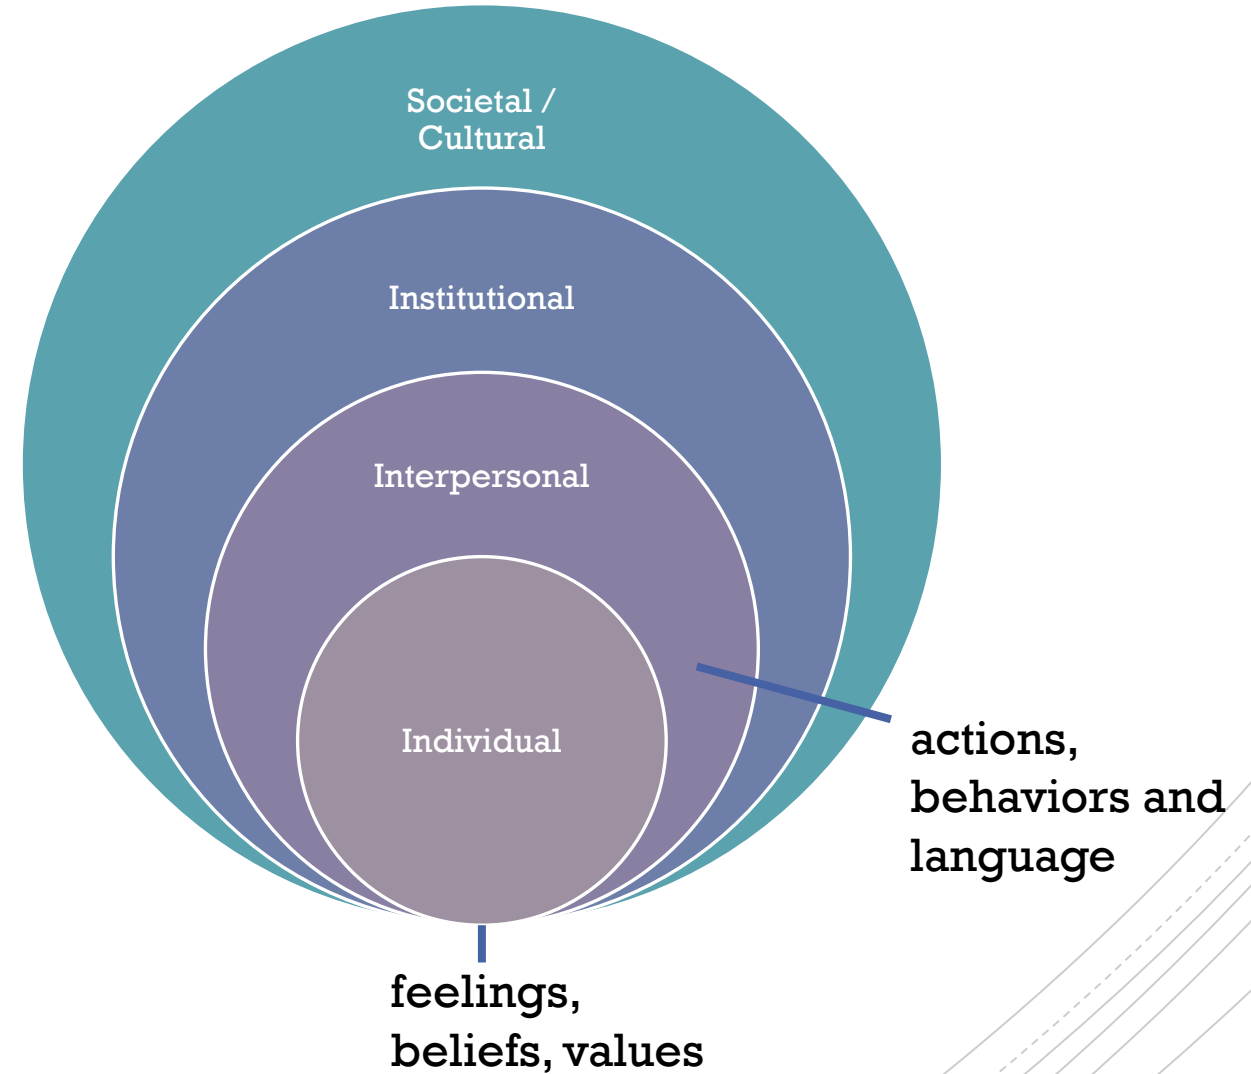 Societal /
Cultural
Institutional
Interpersonal
Individual
actions,
behaviors and
language
feelings,
beliefs, values